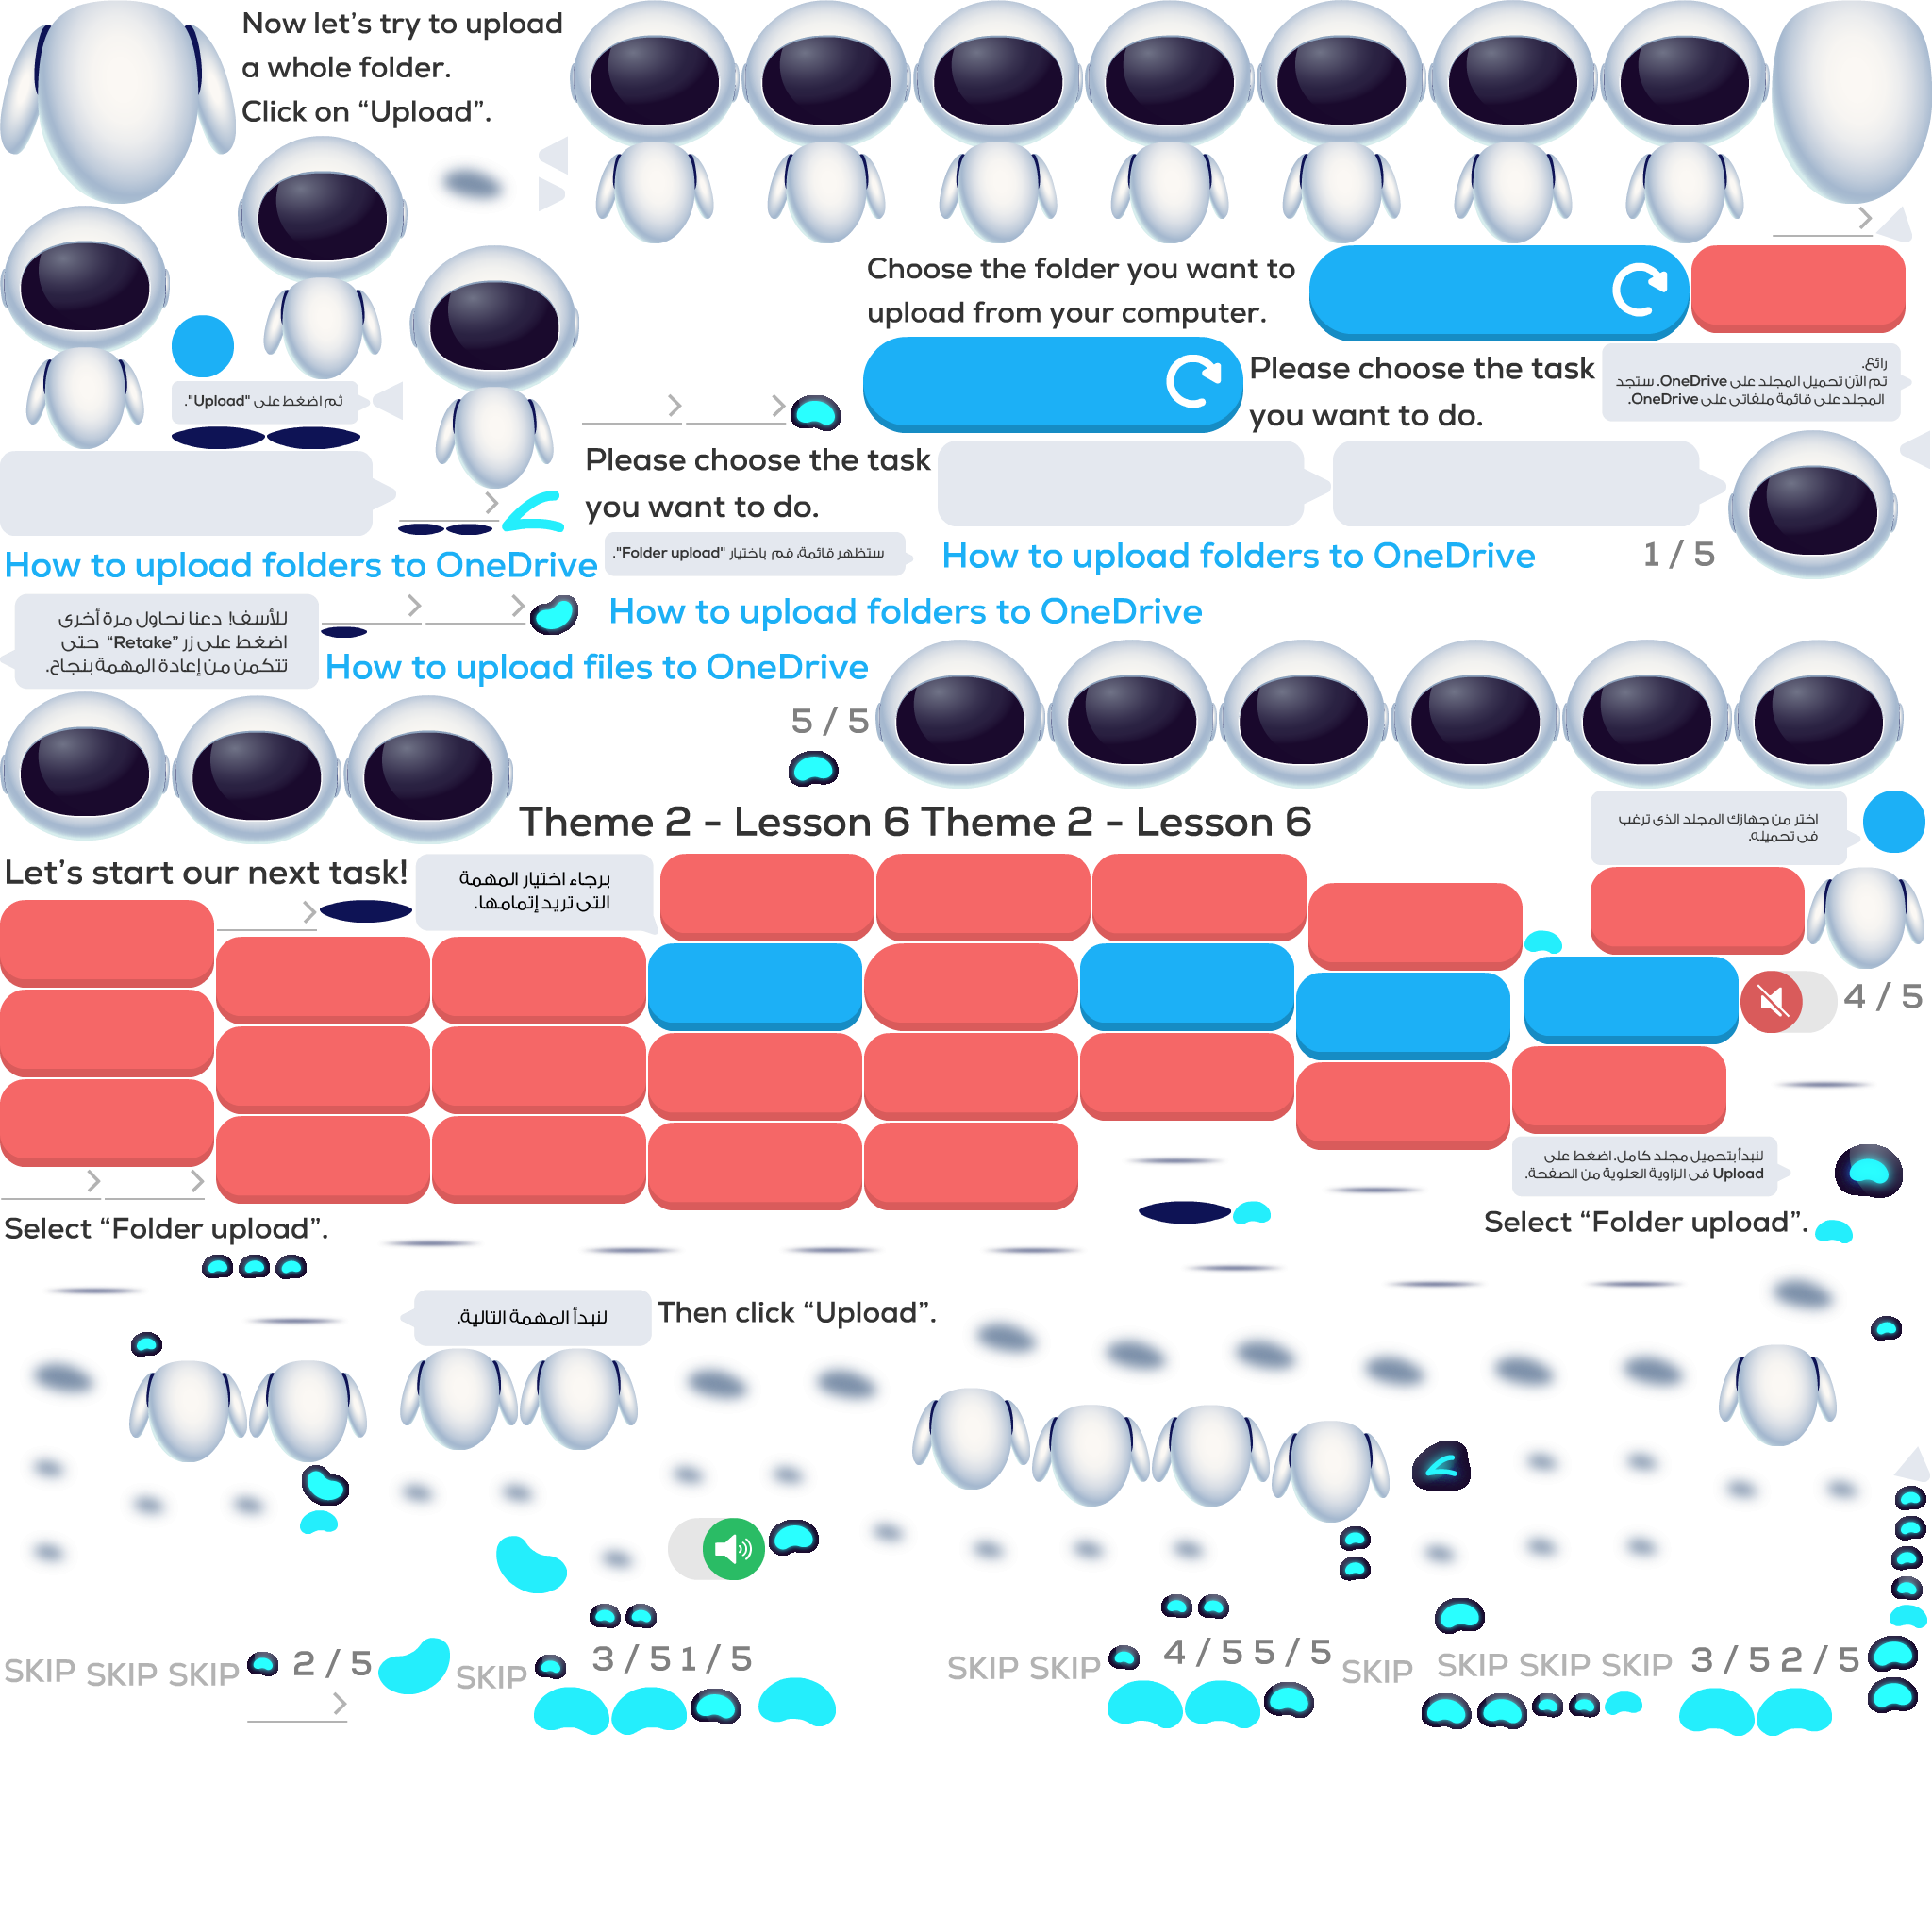 Now let’s try to upload
a whole folder.
Click on “Upload”.
Choose the folder you want to
upload from your computer.
Please choose the task
you want to do.
رائع.
تم الآن تحميل المجلد على OneDrive. ستجد
المجلد على قائمة ملفاتى على OneDrive.
ثم اضغط على "Upload".
Please choose the task
you want to do.
How to upload folders to OneDrive
ستظهر قائمة، قم باختيار "Folder upload".
How to upload folders to OneDrive
1 / 5
للأسف! دعنا نحاول مرة أخرى
اضغط على زر “Retake” حتى
تتكمن من إعادة المهمة بنجاح.
How to upload folders to OneDrive
How to upload files to OneDrive
5 / 5
Theme 2 - Lesson 6 Theme 2 - Lesson 6
اختر من جهازك المجلد الذى ترغب
فى تحميله.
Let’s start our next task!
برجاء اختيار المهمة
التى تريد إتمامها.
4 / 5
لنبدأ بتحميل مجلد كامل. اضغط على
Upload فى الزاوية العلوية من الصفحة.
Select “Folder upload”.
Select “Folder upload”.
لنبدأ المهمة التالية.
Then click “Upload”.
SKIP SKIP SKIP 2 / 5 SKIP 3 / 5 1 / 5 SKIP SKIP 4 / 5 5 / 5 SKIP SKIP SKIP SKIP 3 / 5 2 / 5